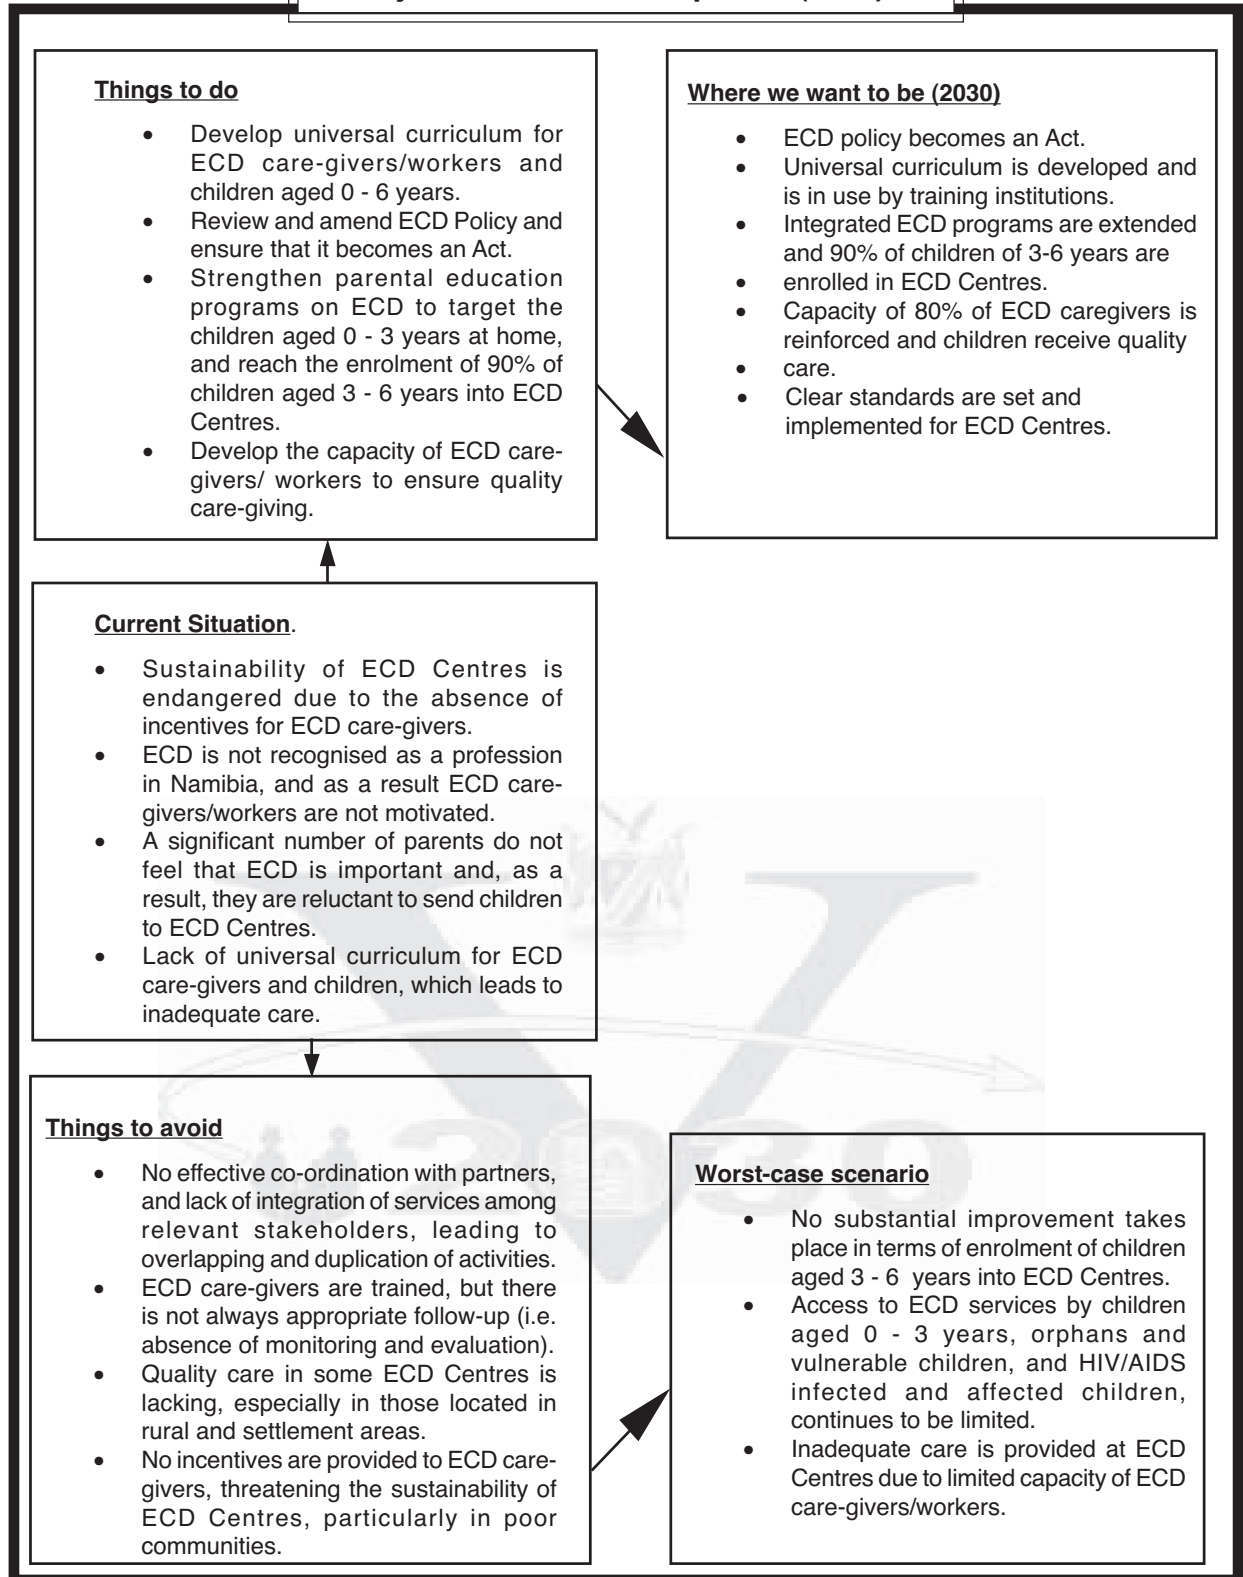 Things to do
• Develop universal curriculum for
ECD care-givers/workers and
children aged 0 - 6 years.
• Review and amend ECD Policy and
ensure that it becomes an Act.
• Strengthen parental education
programs on ECD to target the
children aged 0 - 3 years at home,
and reach the enrolment of 90% of
children aged 3 - 6 years into ECD
Centres.
• Develop the capacity of ECD care-
givers/ workers to ensure quality
care-giving.
Where we want to be (2030)
• ECD policy becomes an Act.
• Universal curriculum is developed and
is in use by training institutions.
• Integrated ECD programs are extended
and 90% of children of 3-6 years are
• enrolled in ECD Centres.
• Capacity of 80% of ECD caregivers is
reinforced and children receive quality
• care.
• Clear standards are set and
implemented for ECD Centres.
Current Situation.
• Sustainability of ECD Centres is
endangered due to the absence of
incentives for ECD care-givers.
• ECD is not recognised as a profession
in Namibia, and as a result ECD care-
givers/workers are not motivated.
• A significant number of parents do not
feel that ECD is important and, as a
result, they are reluctant to send children
to ECD Centres.
• Lack of universal curriculum for ECD
care-givers and children, which leads to
inadequate care.
Things to avoid
• No effective co-ordination with partners,
and lack of integration of services among
relevant stakeholders, leading to
overlapping and duplication of activities.
• ECD care-givers are trained, but there
is not always appropriate follow-up (i.e.
absence of monitoring and evaluation).
• Quality care in some ECD Centres is
lacking, especially in those located in
rural and settlement areas.
• No incentives are provided to ECD care-
givers, threatening the sustainability of
ECD Centres, particularly in poor
communities.
Worst-case scenario
• No substantial improvement takes
place in terms of enrolment of children
aged 3 - 6 years into ECD Centres.
• Access to ECD services by children
aged 0 - 3 years, orphans and
vulnerable children, and HIV/AIDS
infected and affected children,
continues to be limited.
• Inadequate care is provided at ECD
Centres due to limited capacity of ECD
care-givers/workers.
V
2030